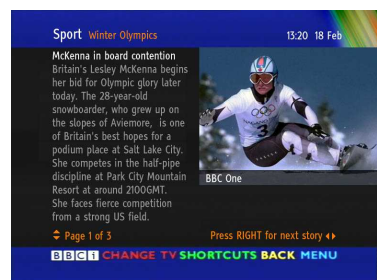 Sport Winter Olympics 13:20 18 Feb
McKenna in board contention
Britain's Lesley McKenna begins
her bid for Olympic glory later
today. The 28-year-old
snowboarder, who grew up on
the slopes of Aviemore, is one
of Britain's best hopes for a
podium place at Salt Lake City.
She competes in the half-pipe
discipline at Park City Mountain
Resort at around 2100GMT.
She faces fierce competition
from a strong US field.
3
BBC One
Page 1 of 3 Press RIGHT for next story
BBCi CHANGE TV SHORTCUTS BACK MENU